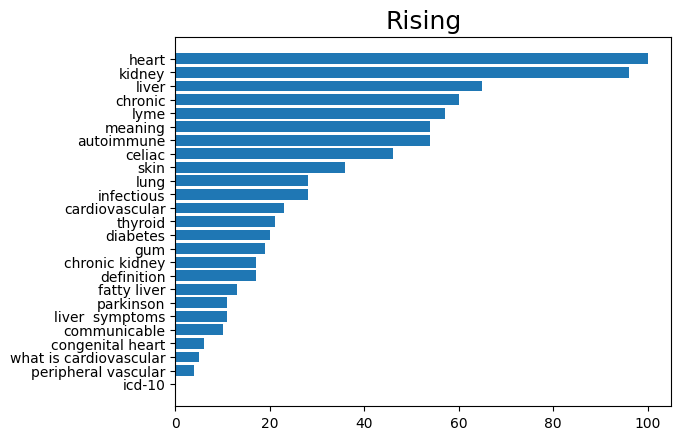 Rising
heart
kidney
liver
chronic
lyme
meaning
autoimmune
celiac
skin
lung
infectious
cardiovascular
thyroid
diabetes
gum
chronic kidney
definition
fatty liver
parkinson
liver  symptoms
communicable
congenital heart
what is cardiovascular
peripheral vascular
icd-10
0 20 40 60 80 100